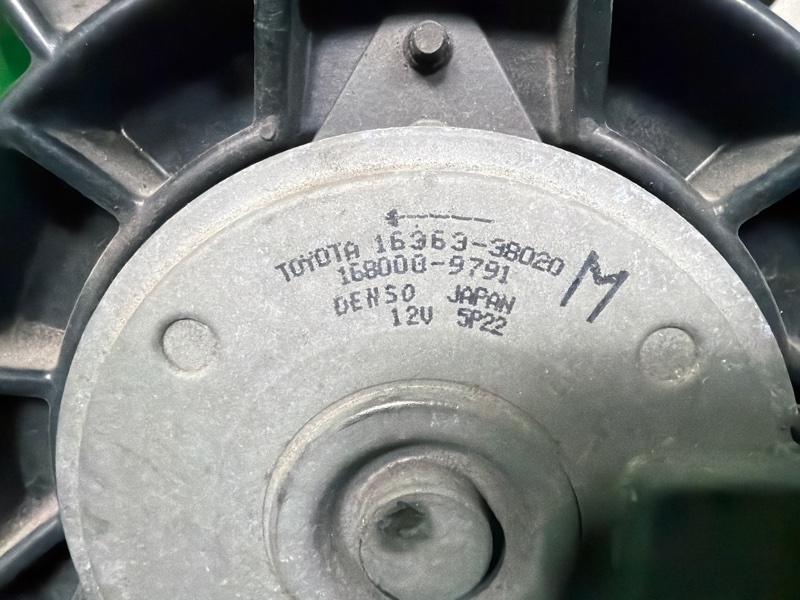 TOYOTA 16363-38020
168000-9791
M
DENSO JAPAN
12V 5P22